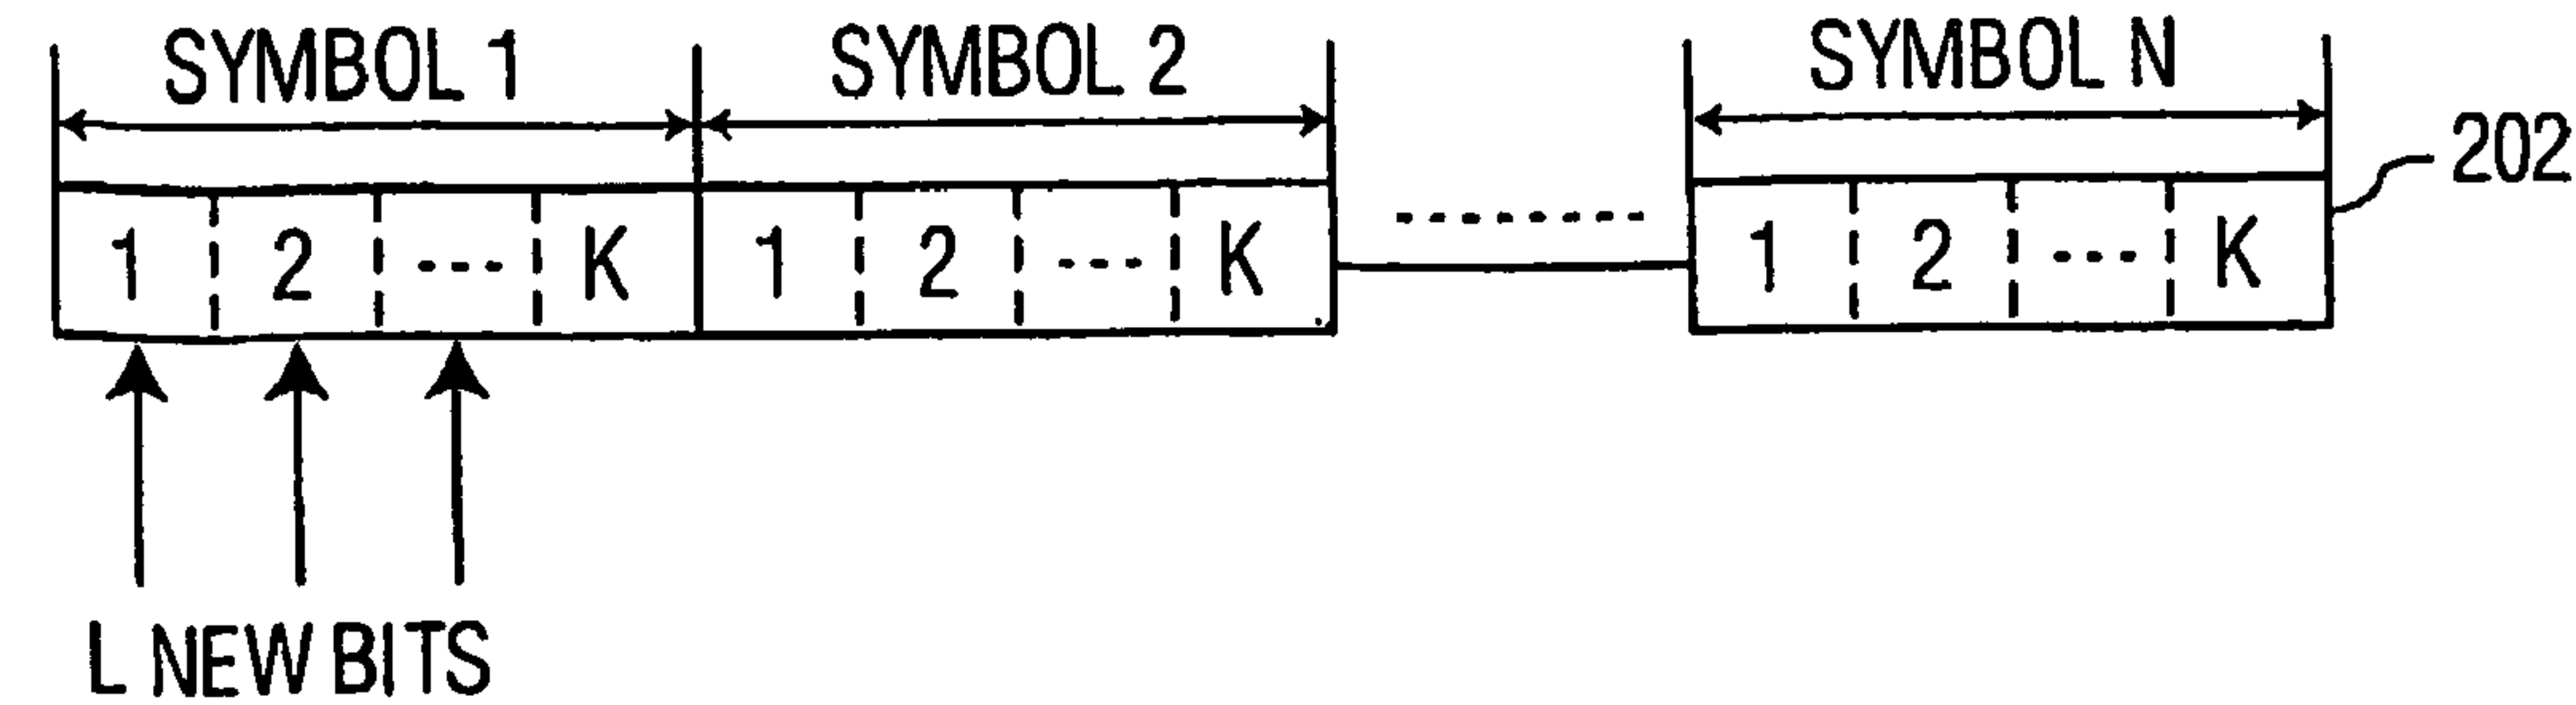 SYMBOL 1 SYMBOL 2 SYMBOL N
202
1 2 --- K 1 2 --- K 1 2 --- K
L NEW BITS